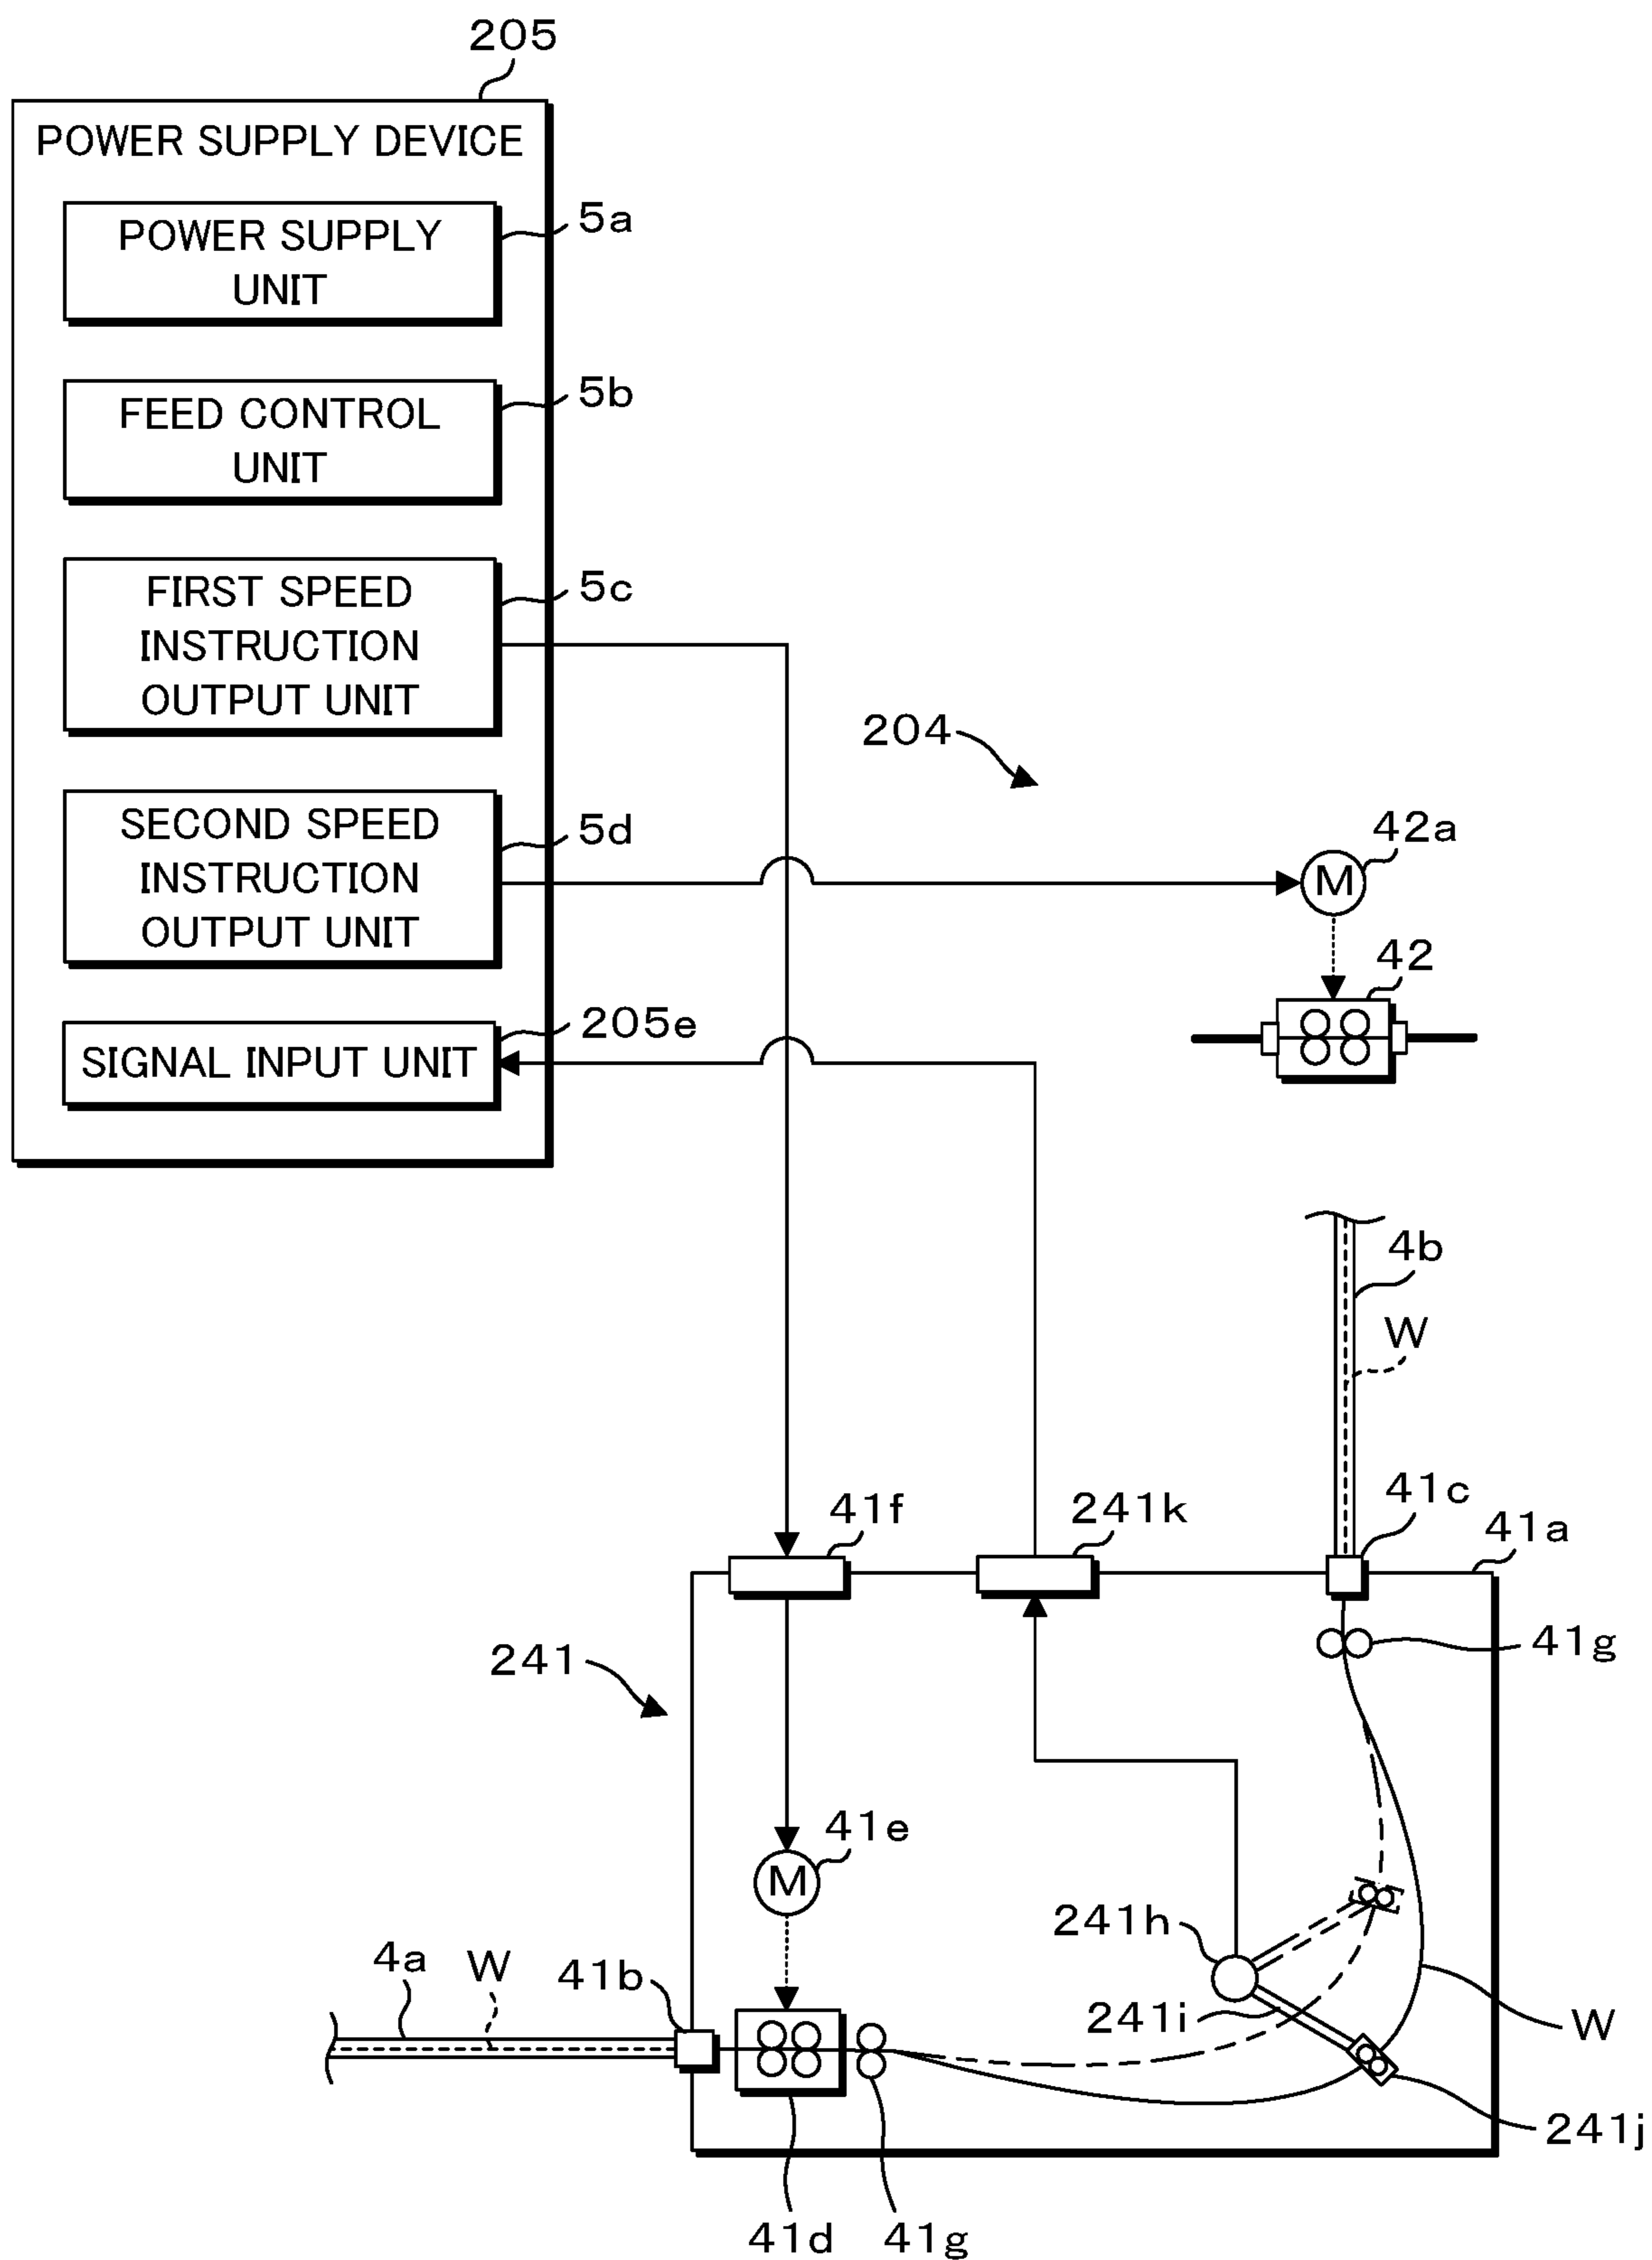 205
POWER SUPPLY DEVICE
POWER SUPPLY
UNIT
5a
FEED CONTROL
UNIT
5b
FIRST SPEED
INSTRUCTION
OUTPUT UNIT
5c
204
SECOND SPEED
INSTRUCTION
OUTPUT UNIT
5d
42a
M
42
SIGNAL INPUT UNIT
205e
4b
W
41f
241k
41c
41a
241
41g
41e
M
241h
4a
W
41b
241i
W
241j
41d
41g